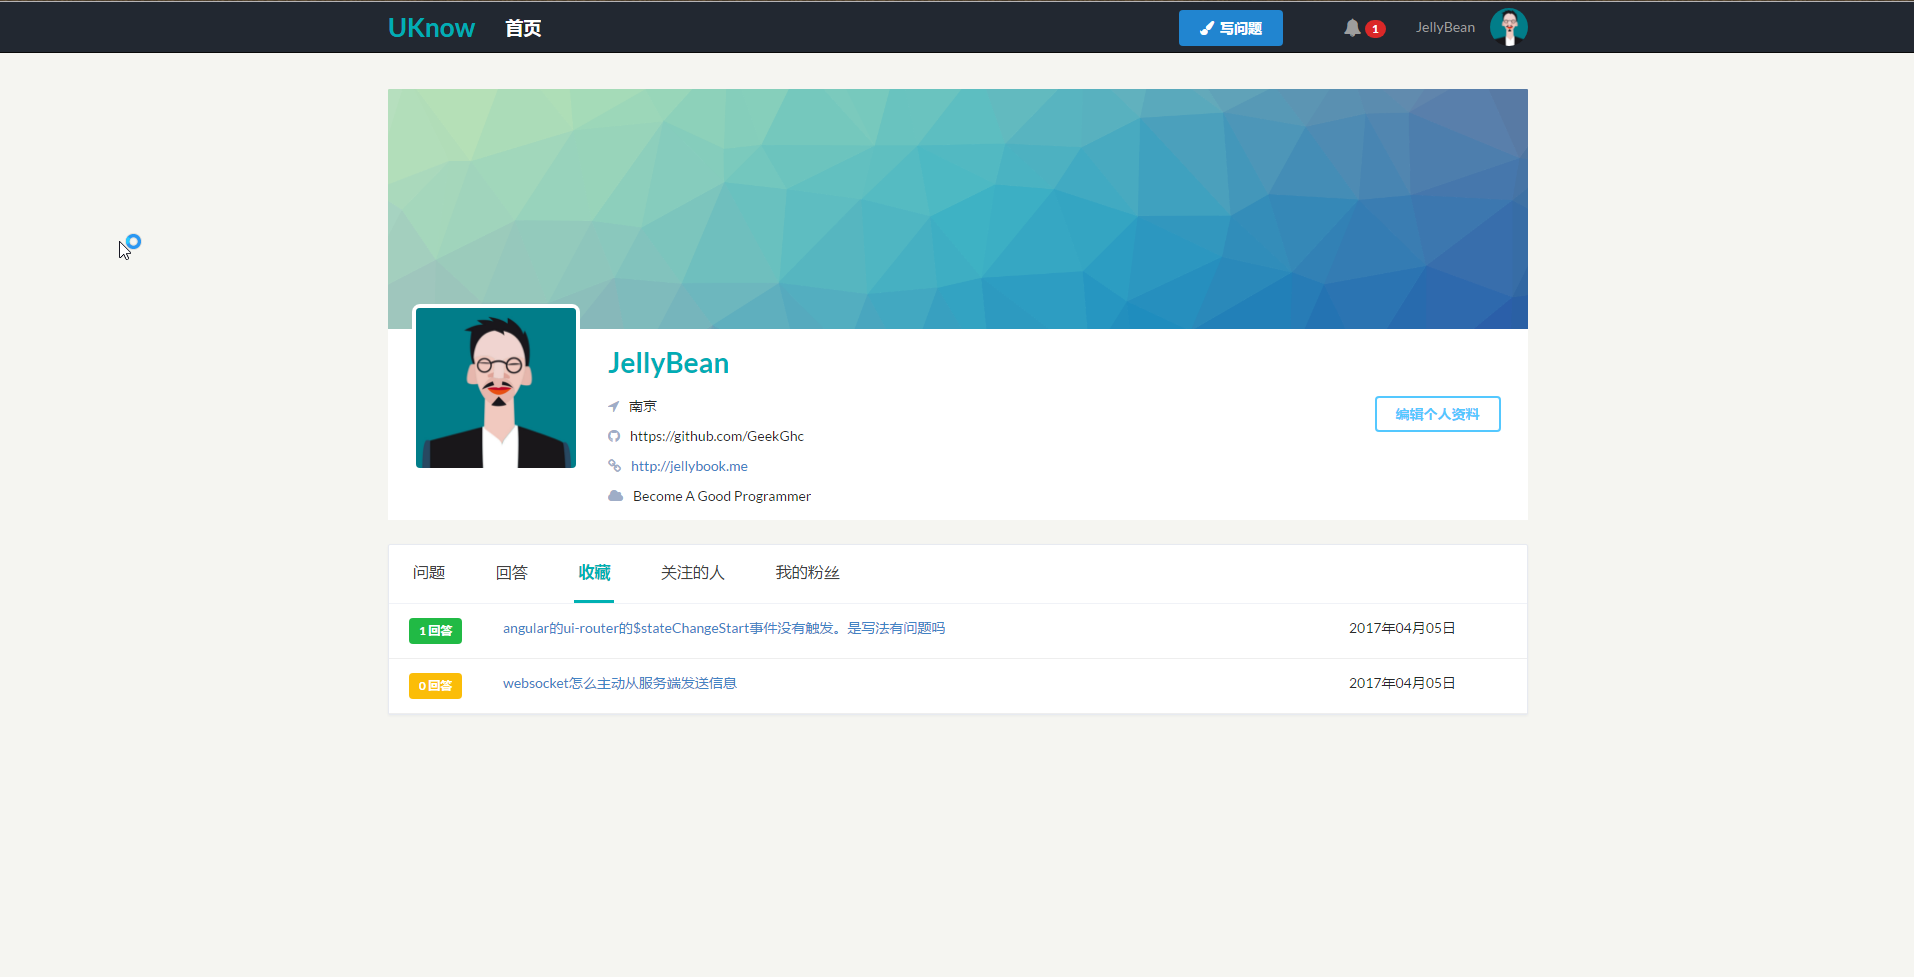 UKnow 首页 写问题 1 JellyBean
JellyBean
南京
编辑个人资料
https://github.com/GeekGhc
http://jellybook.me
Become A Good Programmer
问题 回答 收藏 关注的人 我的粉丝
1 回答 angular的ui-router的$stateChangeStart事件没有触发。是写法有问题吗 2017年04月05日
0 回答 websocket怎么主动从服务端发送信息 2017年04月05日